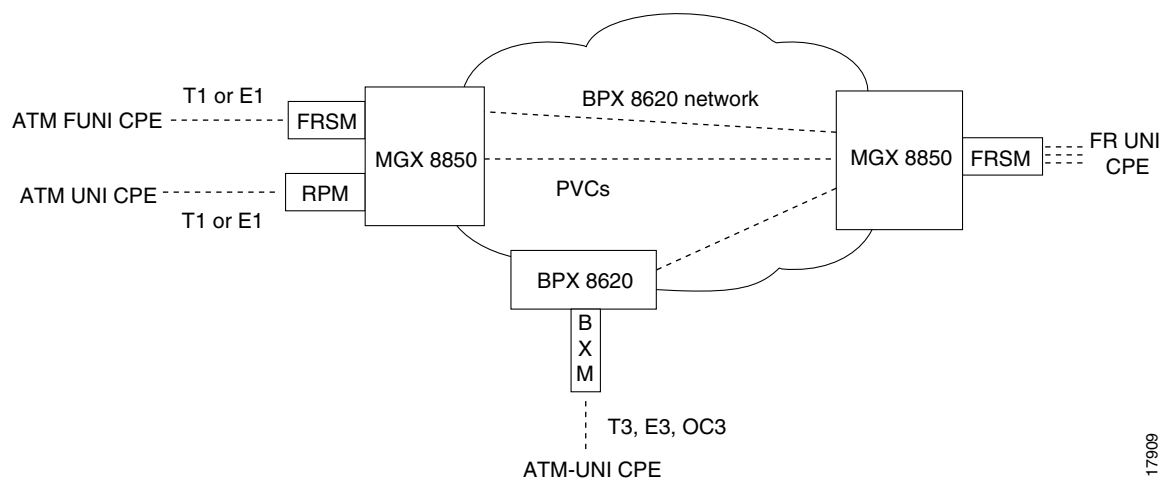 T1 or E1
ATM FUNI CPE
FRSM
MGX 8850
ATM UNI CPE
RPM
T1 or E1
BPX 8620 network
PVCs
MGX 8850
FRSM
FR UNI
CPE
BPX 8620
B
X
M
T3, E3, OC3
ATM-UNI CPE
17909